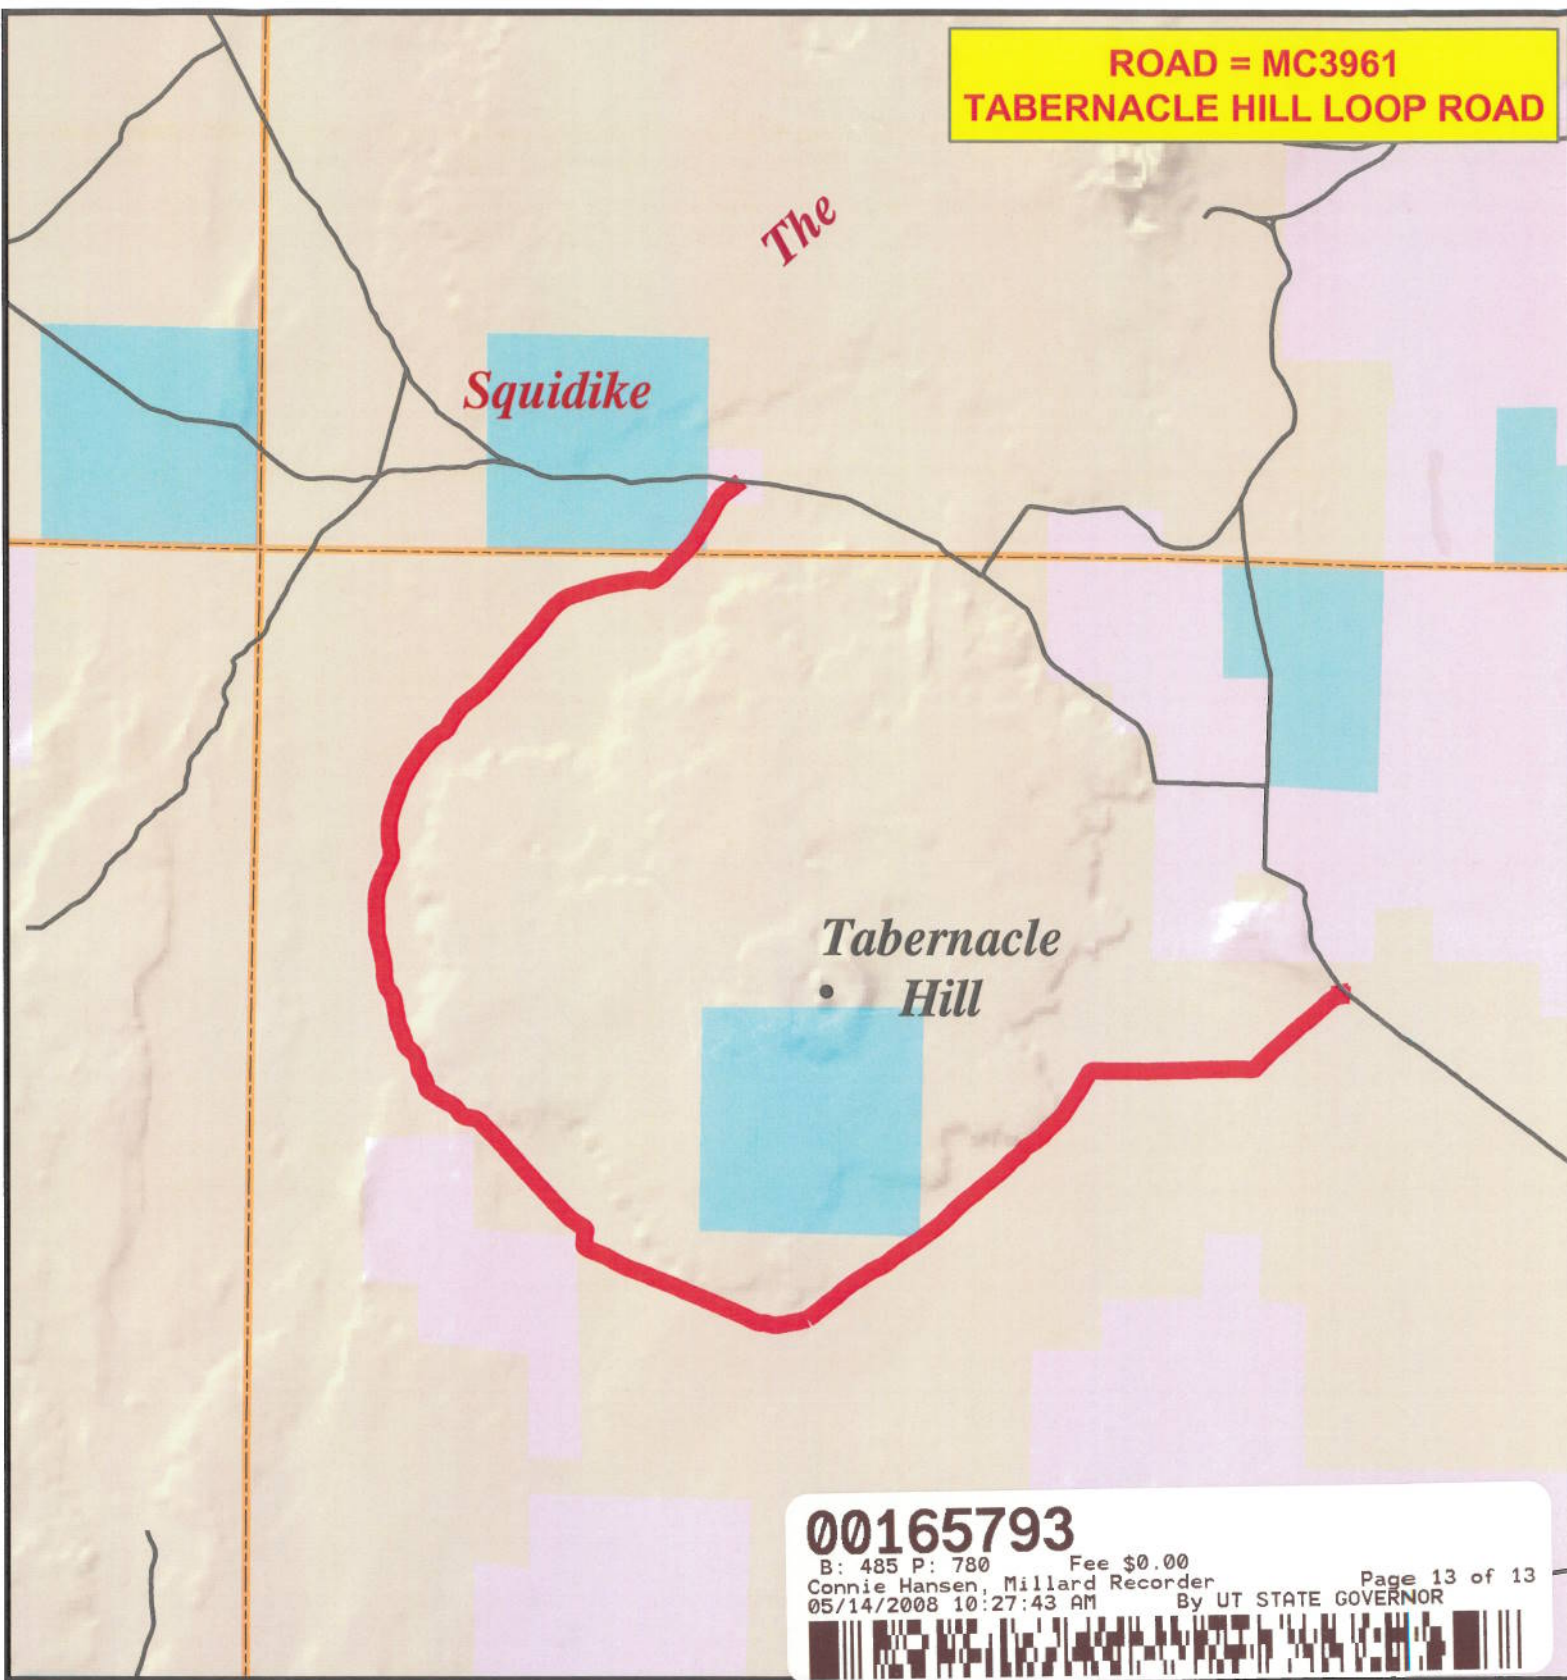 ROAD = MC3961
TABERNACLE HILL LOOP ROAD
The
Squidike
Tabernacle
Hill
00165793
B: 485 P: 780 Fee $0.00
Connie Hansen, Millard Recorder Page 13 of 13
05/14/2008 10:27:43 AM By UT STATE GOVERNOR